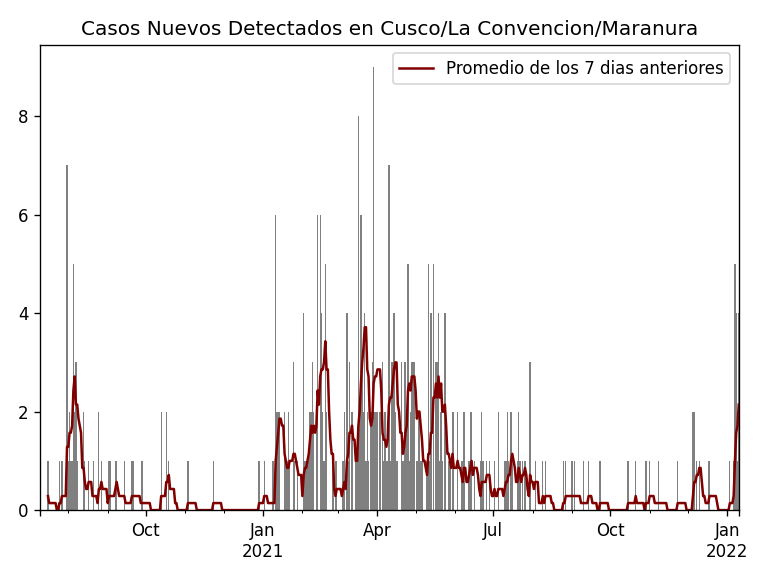 Casos Nuevos Detectados en Cusco/La Convencion/Maranura
Promedio de los 7 dias anteriores
8
6
4
2
0
Oct
Jan
2021
Apr
Jul
Oct
Jan
2022